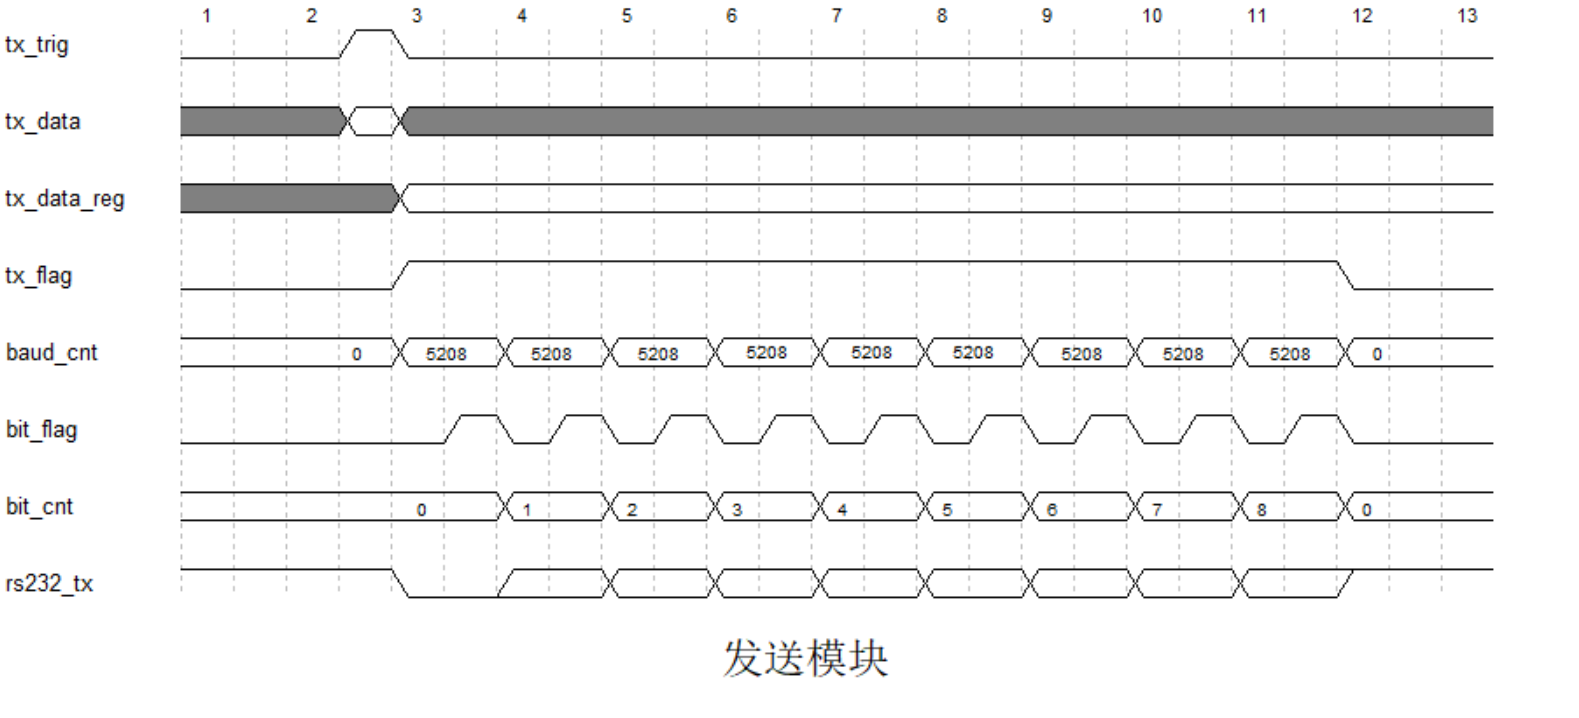 1 2 3 4 5 6 7 8 9 10 11 12 13
tx_trig
tx_data
tx_data_reg
tx_flag
baud_cnt 0 5208 5208 5208 5208 5208 5208 5208 5208 5208 0
bit_flag
bit_cnt 0 1 2 3 4 5 6 7 8 0
rs232_tx
发送模块